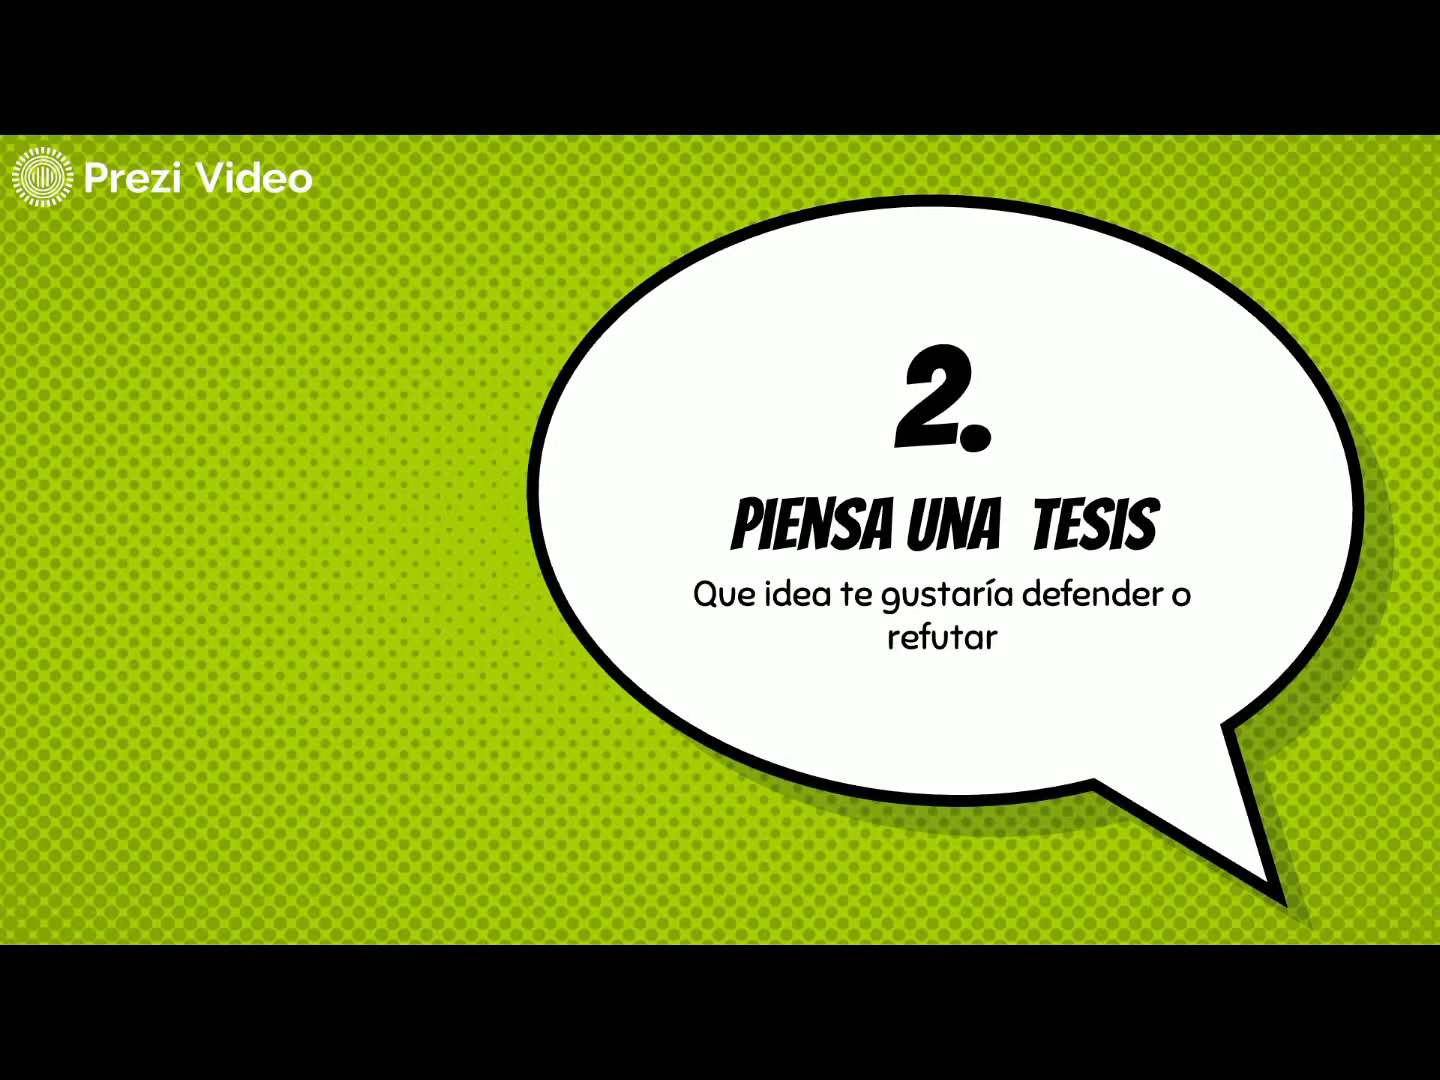 Prezi Video
2.
PIENSA UNA TESIS
Que idea te gustaría defender o
refutar